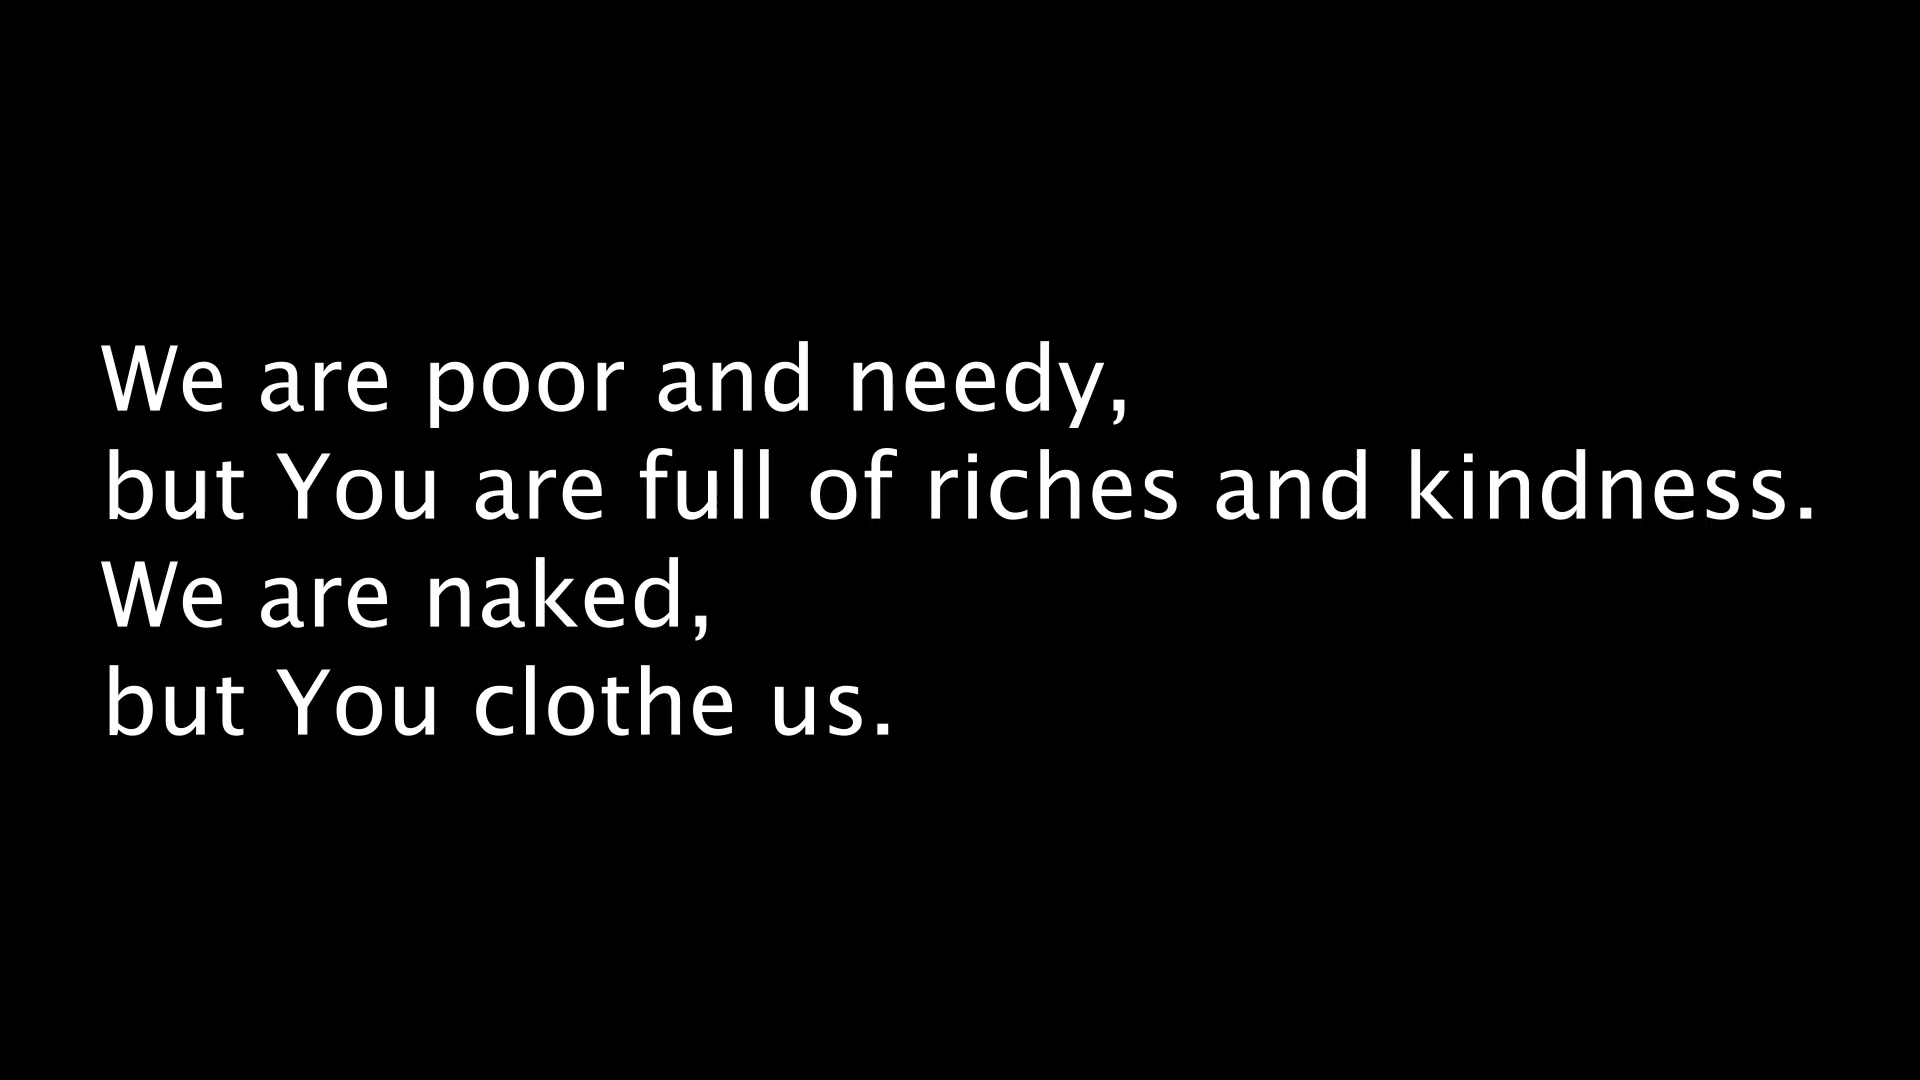 We are poor and needy,
but You are full of riches and kindness.
We are naked,
but You clothe us.